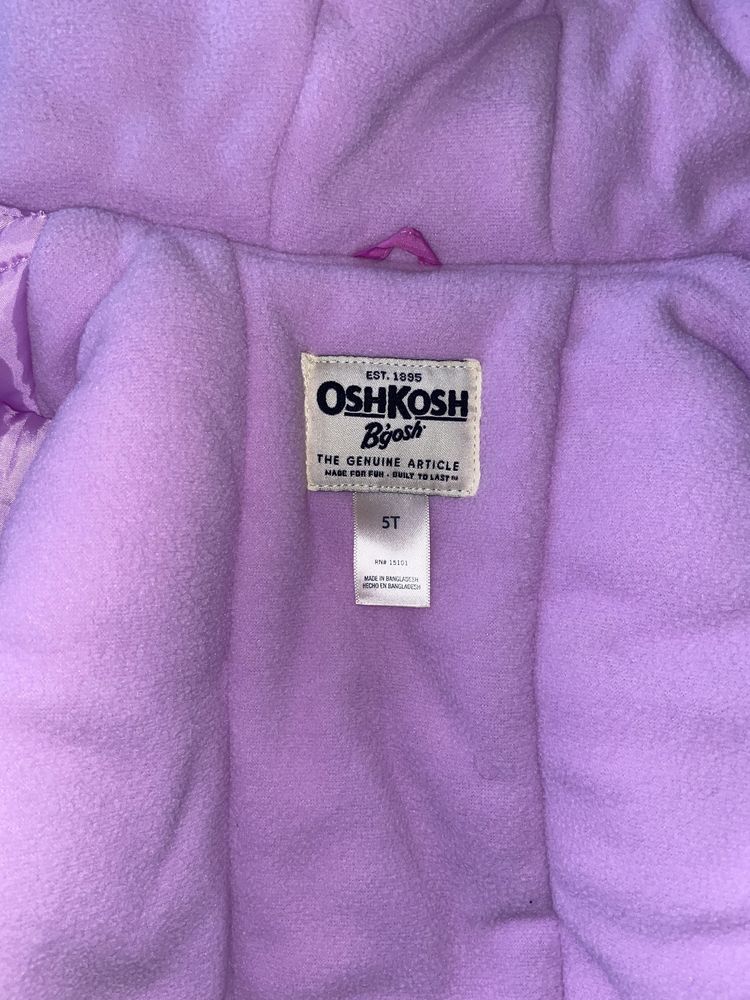 EST. 1895
OSHKOSH
B'gosh
THE GENUINE ARTICLE
MADE FOR FUN • BUILT TO LAST™
5T
RN# 15101
MADE IN BANGLADESH
HECHO EN BANGLADESH